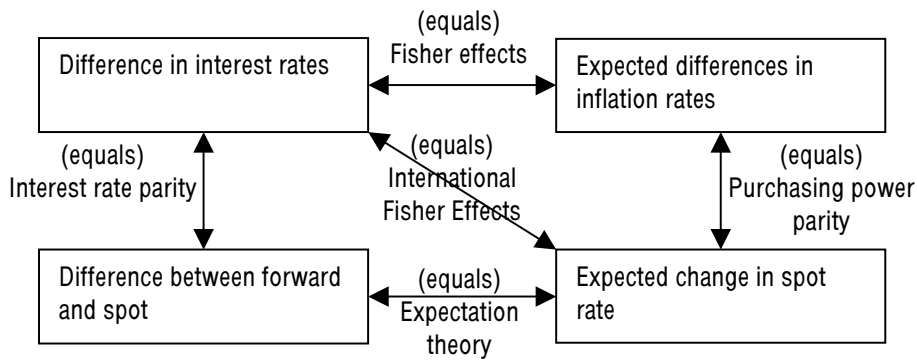 (equals)
Fisher effects
Difference in interest rates
Expected differences in
inflation rates
(equals)
Interest rate parity
(equals)
International
Fisher Effects
(equals)
Purchasing power
parity
Difference between forward
and spot
(equals)
Expectation
theory
Expected change in spot
rate